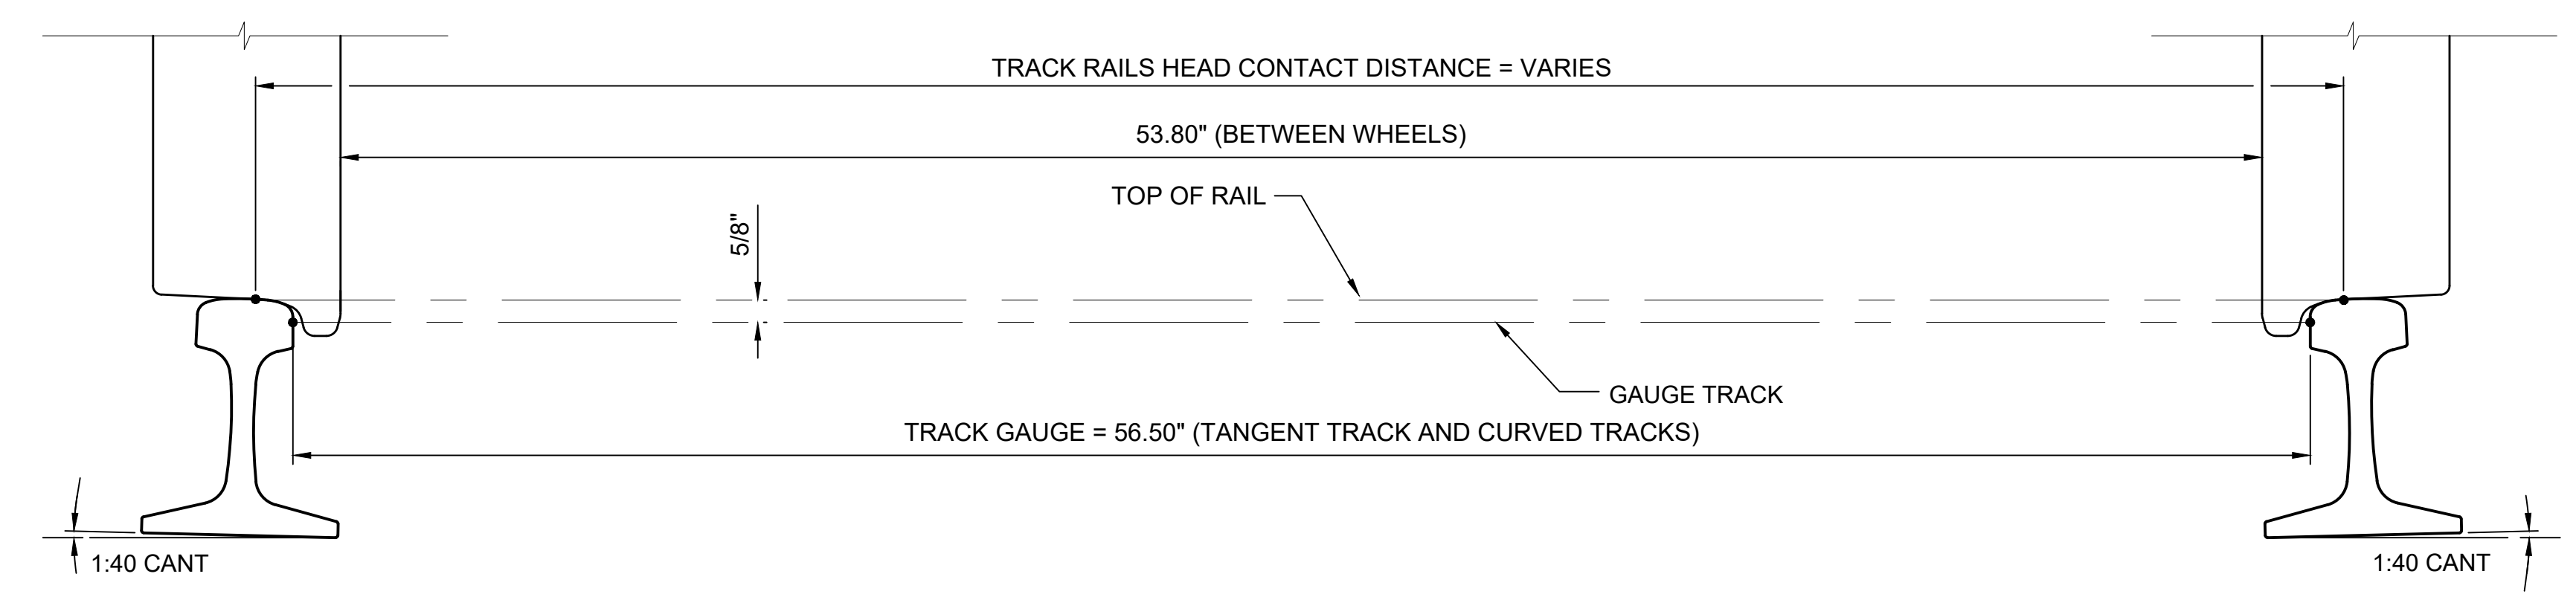 TRACK RAILS HEAD CONTACT DISTANCE = VARIES
53.80" (BETWEEN WHEELS)
TOP OF RAIL
5/8"
GAUGE TRACK
TRACK GAUGE = 56.50" (TANGENT TRACK AND CURVED TRACKS)
1:40 CANT
1:40 CANT